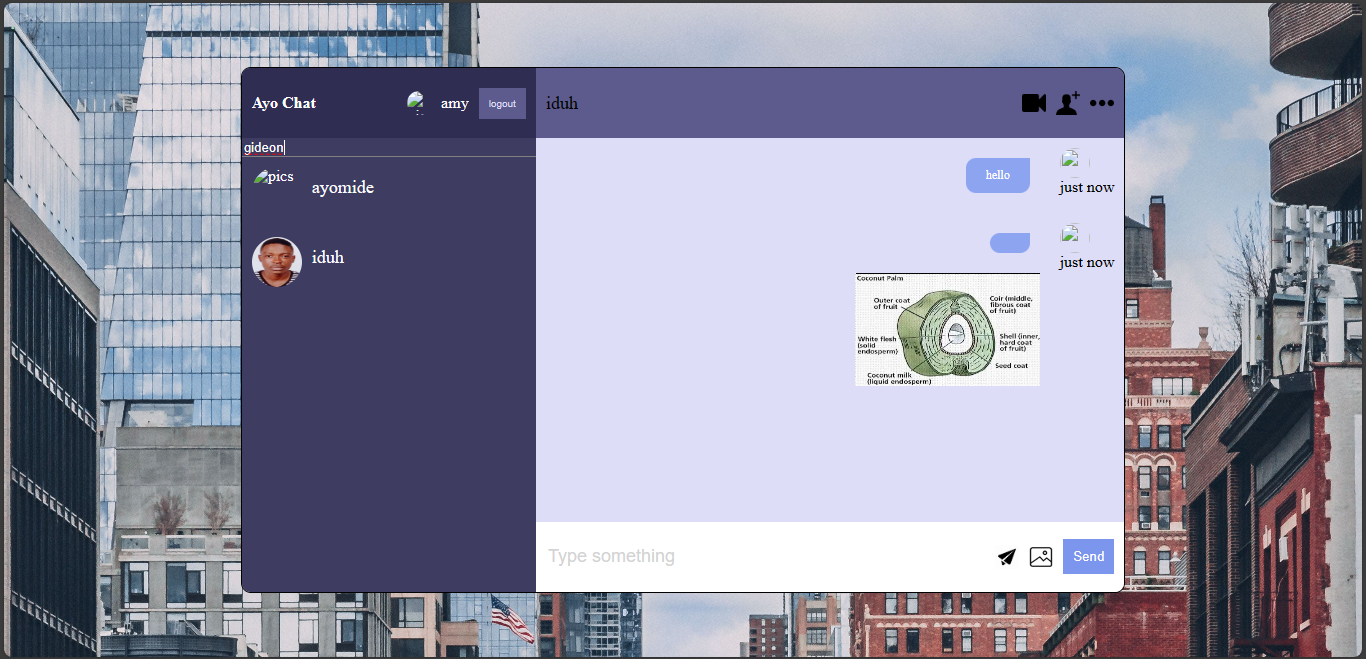 Ayo Chat
amy
logout
iduh
gideon
pics
ayomide
iduh
hello
just now
just now
Coconut Palm
Outer coat
of fruit
Coir (middle,
fibrous coat
of fruit)
White flesh
(solid
endosperm)
Shell (inner,
hard coat
of fruit)
Seed coat
Coconut milk
(liquid endosperm)
Type something
Send